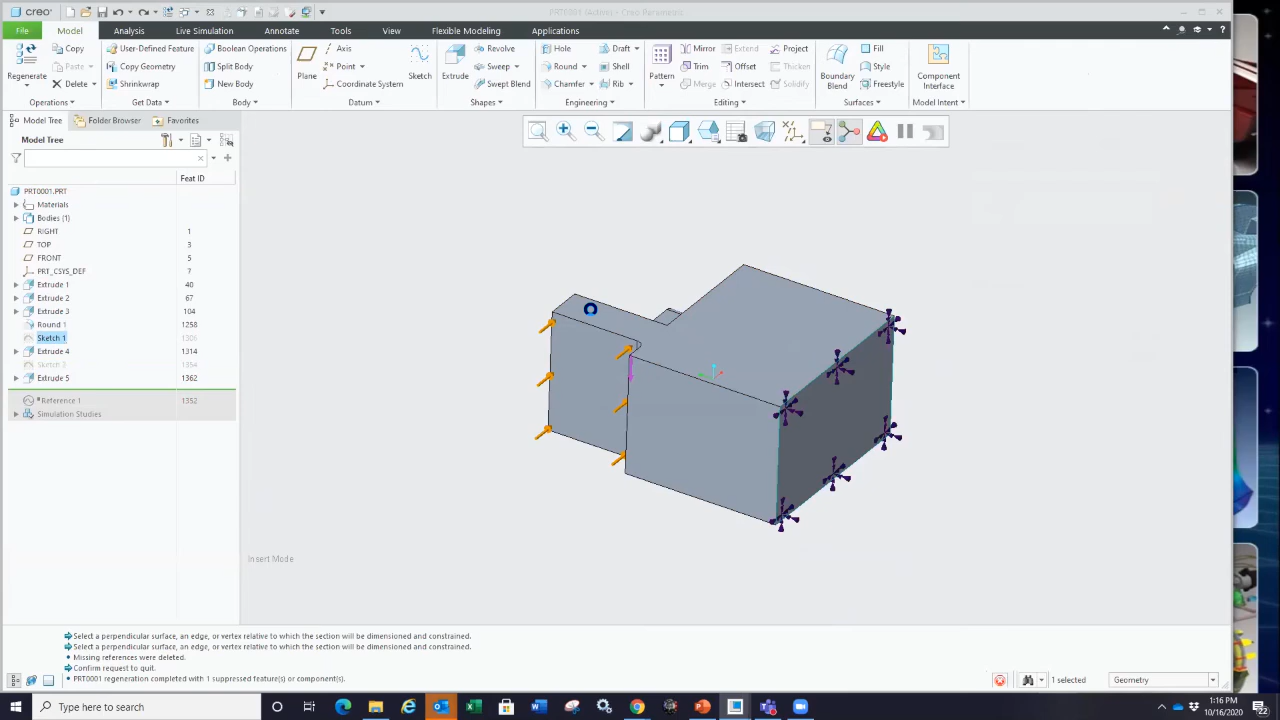 creo
PRT0001 (Active) - Creo Parametric
File Model Analysis Live Simulation Annotate Tools View Flexible Modeling Applications
Regenerate
Copy
Paste
Delete
Operations
User-Defined Feature
Copy Geometry
Shrinkwrap
Get Data
Boolean Operations
Split Body
New Body
Body
Plane
Axis
Point
Coordinate System
Sketch
Datum
Extrude
Revolve
Sweep
Swept Blend
Shapes
Hole
Round
Chamfer
Draft
Shell
Rib
Engineering
Pattern
Mirror
Trim
Merge
Extend
Offset
Intersect
Project
Thicken
Solidify
Editing
Boundary
Blend
Fill
Style
Freestyle
Surfaces
Component
Interface
Model Intent
Model Tree Folder Browser Favorites
Model Tree
Feat ID
PRT0001.PRT
Materials
Bodies (1)
RIGHT 1
TOP 3
FRONT 5
PRT_CSYS_DEF 7
Extrude 1 40
Extrude 2 67
Extrude 3 104
Round 1 1258
Sketch 1 1306
Extrude 4 1314
Sketch 2
Extrude 5 1362
*Reference 1 1352
Simulation Studies
Insert Mode
Select a perpendicular surface, an edge, or vertex relative to which the section will be dimensioned and constrained.
Select a perpendicular surface, an edge, or vertex relative to which the section will be dimensioned and constrained.
Missing references were deleted.
Confirm request to quit.
PRT0001 regeneration completed with 1 suppressed feature(s) or component(s).
1 selected
Geometry
Type here to search
1:16 PM
10/16/2020
22